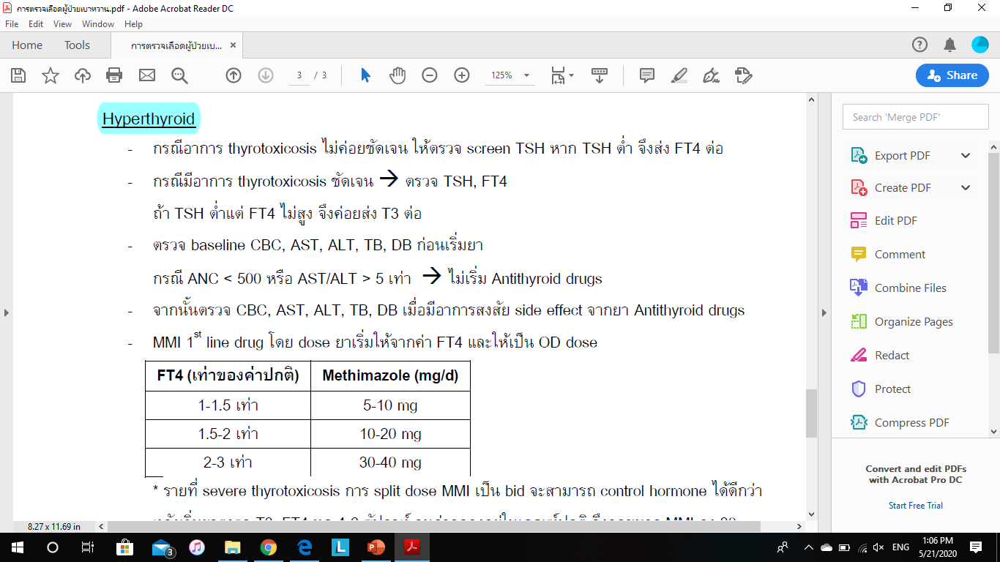 การตรวจเลือดผู้ป่วยเบาหวาน.pdf - Adobe Acrobat Reader DC
File Edit View Window Help
Home Tools การตรวจเลือดผู้ป่วยเบ... ×
3 / 3 125% Share
Hyperthyroid
- กรณีอาการ thyrotoxicosis ไม่ค่อยชัดเจน ให้ตรวจ screen TSH หาก TSH ต่ำ จึงส่ง FT4 ต่อ
- กรณีมีอาการ thyrotoxicosis ชัดเจน → ตรวจ TSH, FT4
ถ้า TSH ต่ำแต่ FT4 ไม่สูง จึงค่อยส่ง T3 ต่อ
- ตรวจ baseline CBC, AST, ALT, TB, DB ก่อนเริ่มยา
กรณี ANC < 500 หรือ AST/ALT > 5 เท่า → ไม่เริ่ม Antithyroid drugs
- จากนั้นตรวจ CBC, AST, ALT, TB, DB เมื่อมีอาการสงสัย side effect จากยา Antithyroid drugs
- MMI 1st line drug โดย dose ยาเริ่มให้จากค่า FT4 และให้เป็น OD dose
FT4 (เท่าของค่าปกติ) Methimazole (mg/d)
1-1.5 เท่า 5-10 mg
1.5-2 เท่า 10-20 mg
2-3 เท่า 30-40 mg
* รายที่ severe thyrotoxicosis การ split dose MMI เป็น bid จะสามารถ control hormone ได้ดีกว่า
Search 'Merge PDF'
Export PDF
Create PDF
Edit PDF
Comment
Combine Files
Organize Pages
Redact
Protect
Compress PDF
Convert and edit PDFs
with Acrobat Pro DC
Start Free Trial
8.27 x 11.69 in
3 ENG 1:06 PM
5/21/2020